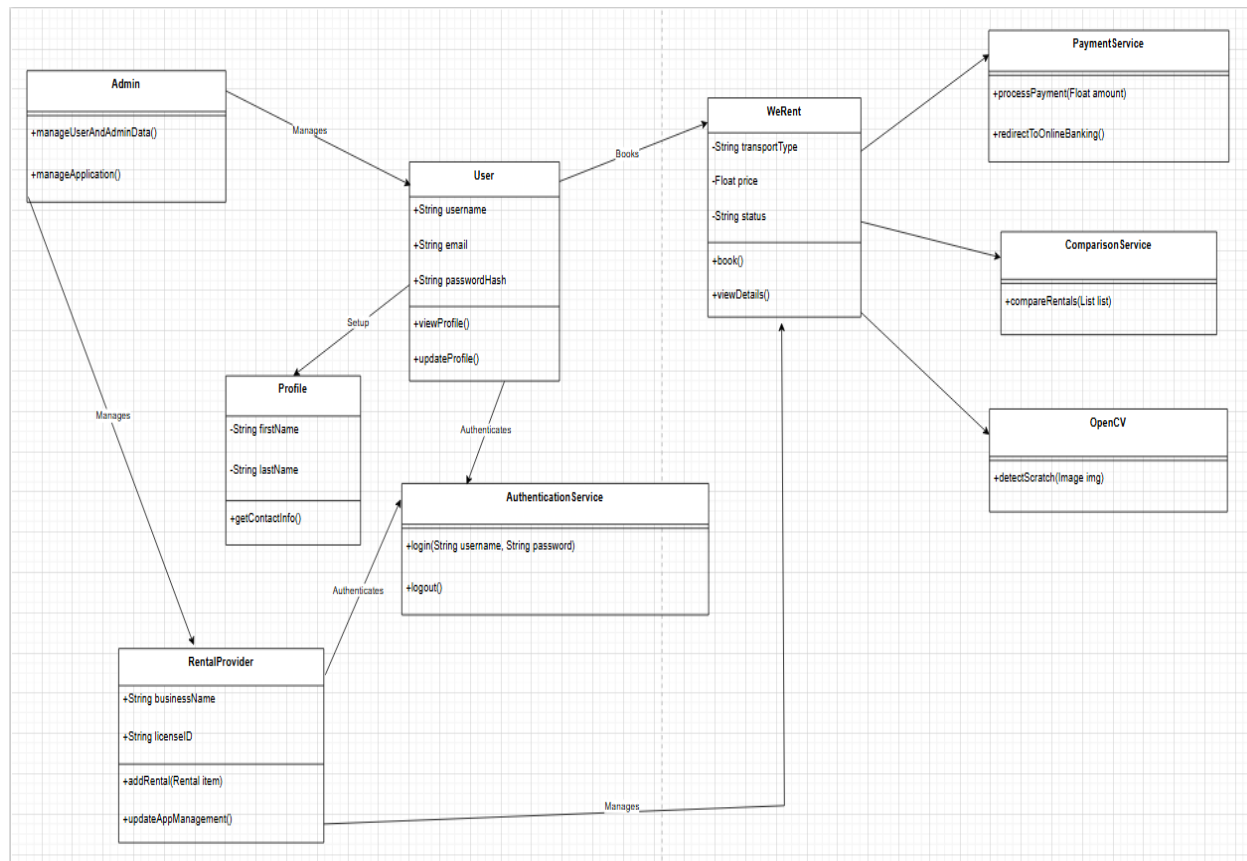 Admin
+manageUserAndAdminData()
+manageApplication()
Manages
User
+String username
+String email
+String passwordHash
+viewProfile()
+updateProfile()
Books
WeRent
-String transportType
-Float price
-String status
+book()
+viewDetails()
PaymentService
+processPayment(Float amount)
+redirectToOnlineBanking()
ComparisonService
+compareRentals(List list)
OpenCV
+detectScratch(Image img)
Setup
Profile
-String firstName
-String lastName
+getContactInfo()
Authenticates
AuthenticationService
+login(String username, String password)
+logout()
Manages
Authenticates
RentalProvider
+String businessName
+String licenseID
+addRental(Rental item)
+updateAppManagement()
Manages